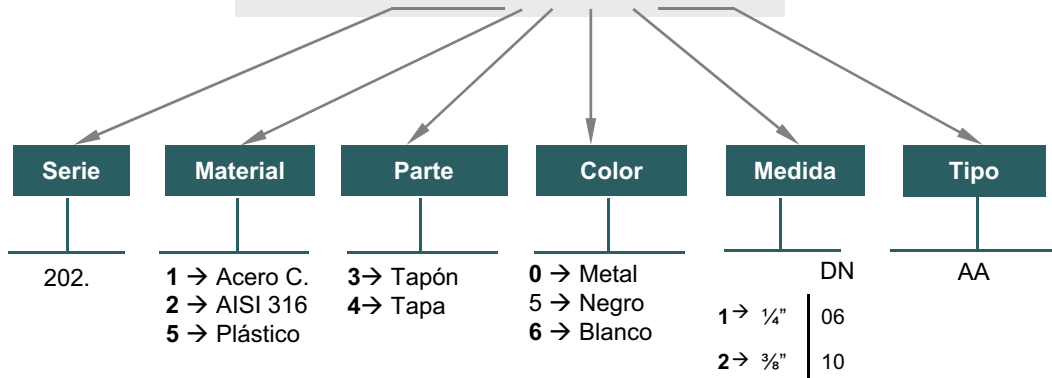 Serie
Material
Parte
Color
Medida
Tipo
202.
1 → Acero C.
2 → AISI 316
5 → Plástico
3→ Tapón
4→ Tapa
0 → Metal
5 → Negro
6 → Blanco
DN
1→ ¼” 06
2→ ⅜” 10
AA